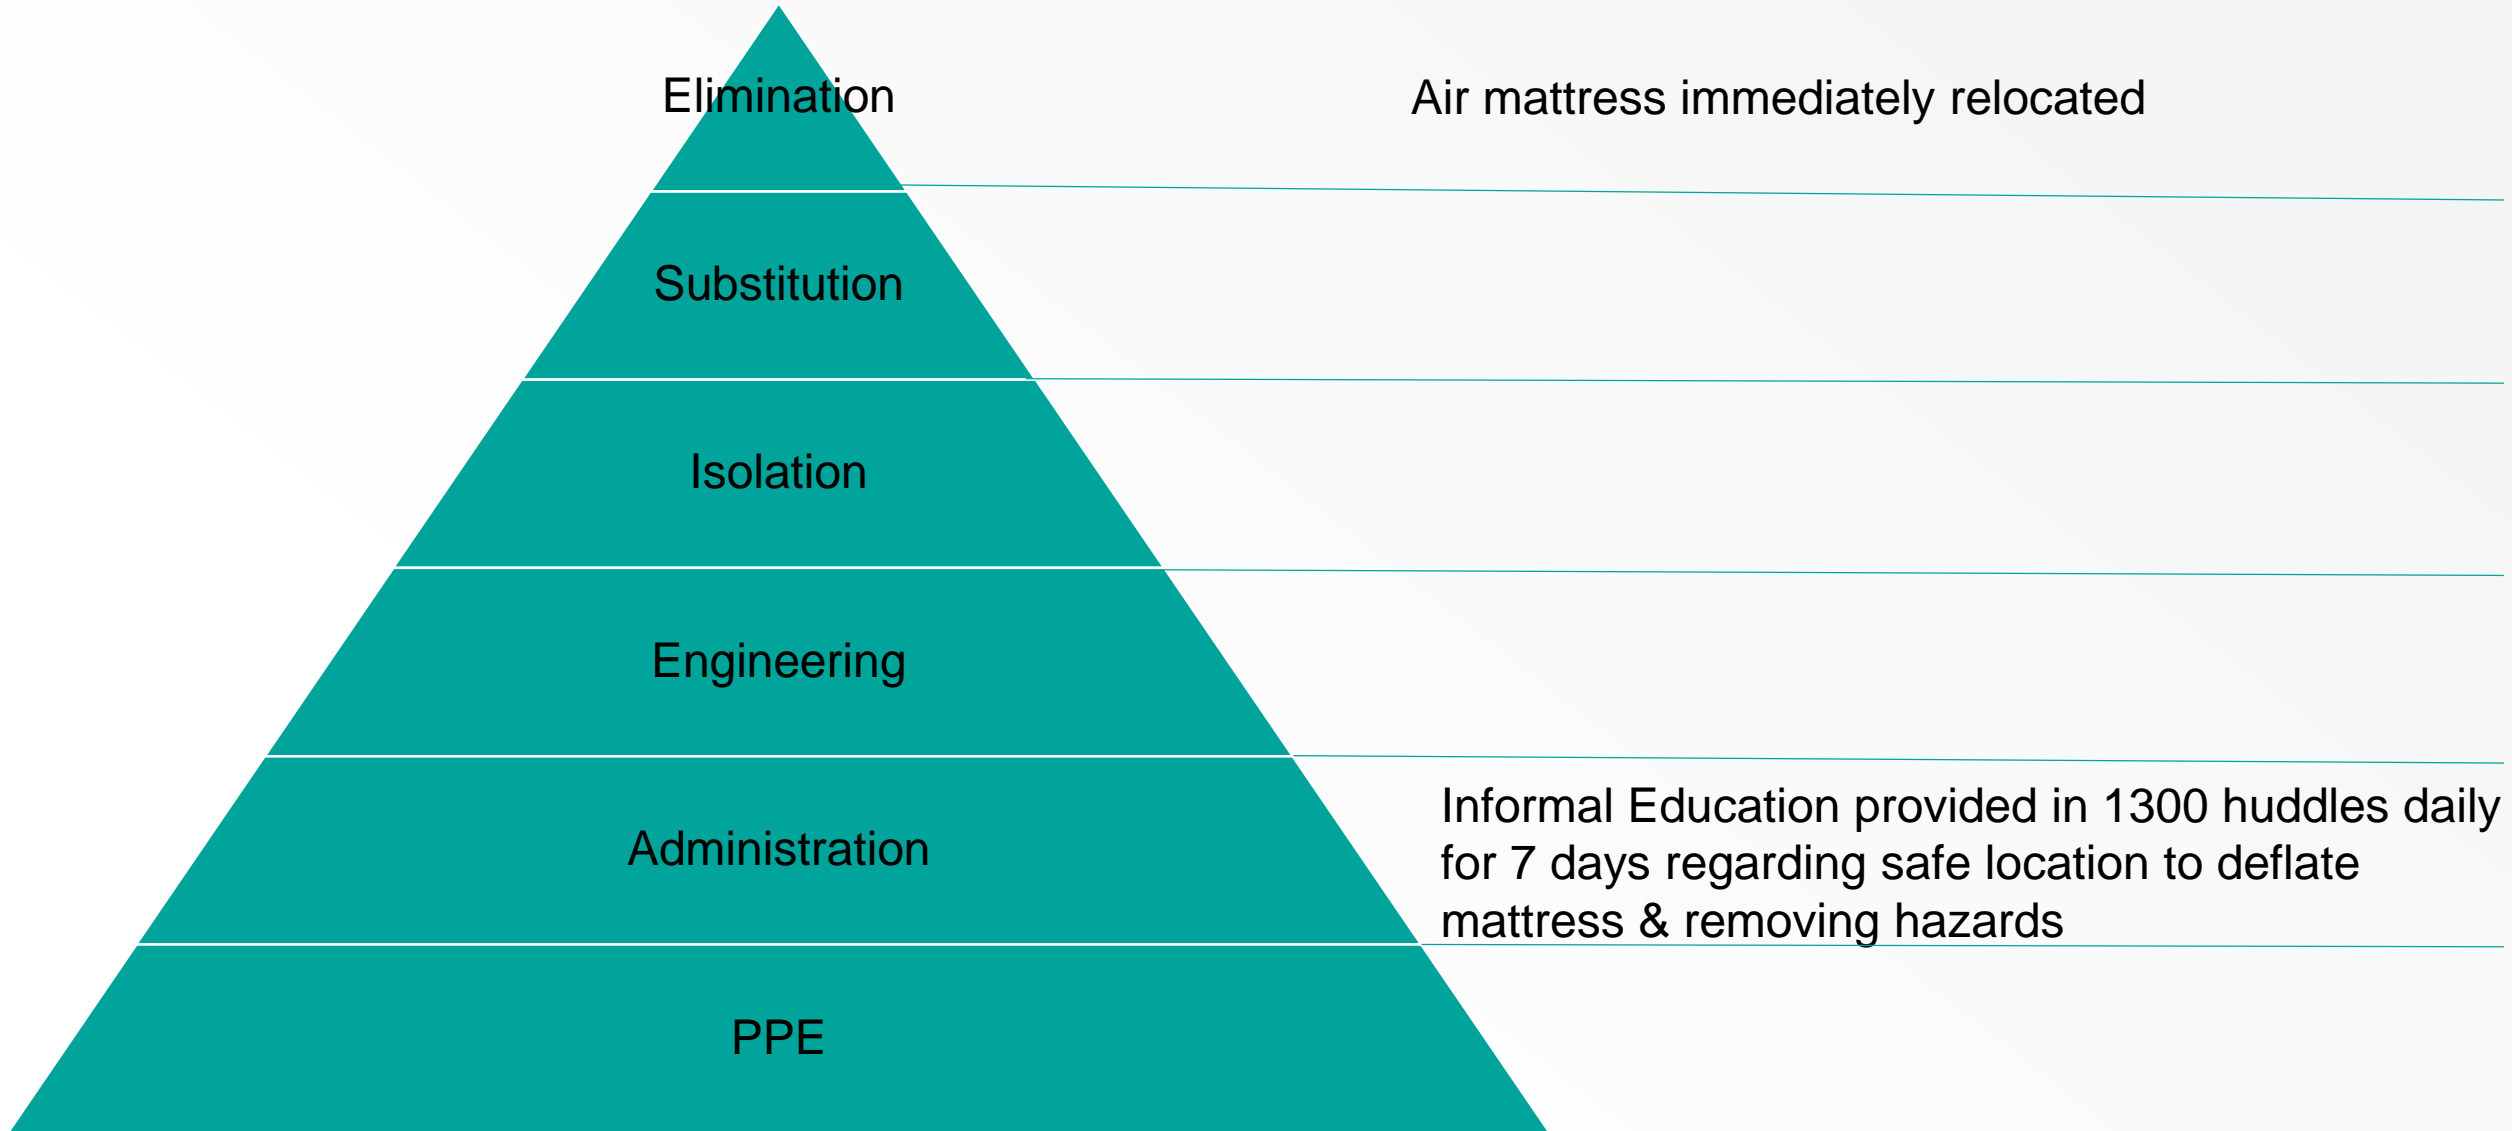 Elimination
Air mattress immediately relocated
Substitution
Isolation
Engineering
Administration
Informal Education provided in 1300 huddles daily
for 7 days regarding safe location to deflate
mattress & removing hazards
PPE